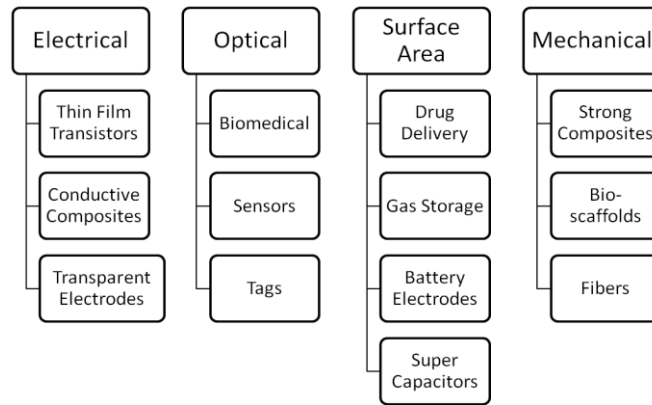 Electrical
Thin Film
Transistors
Conductive
Composites
Transparent
Electrodes
Optical
Biomedical
Sensors
Tags
Surface
Area
Drug
Delivery
Gas Storage
Battery
Electrodes
Super
Capacitors
Mechanical
Strong
Composites
Bio-
scaffolds
Fibers